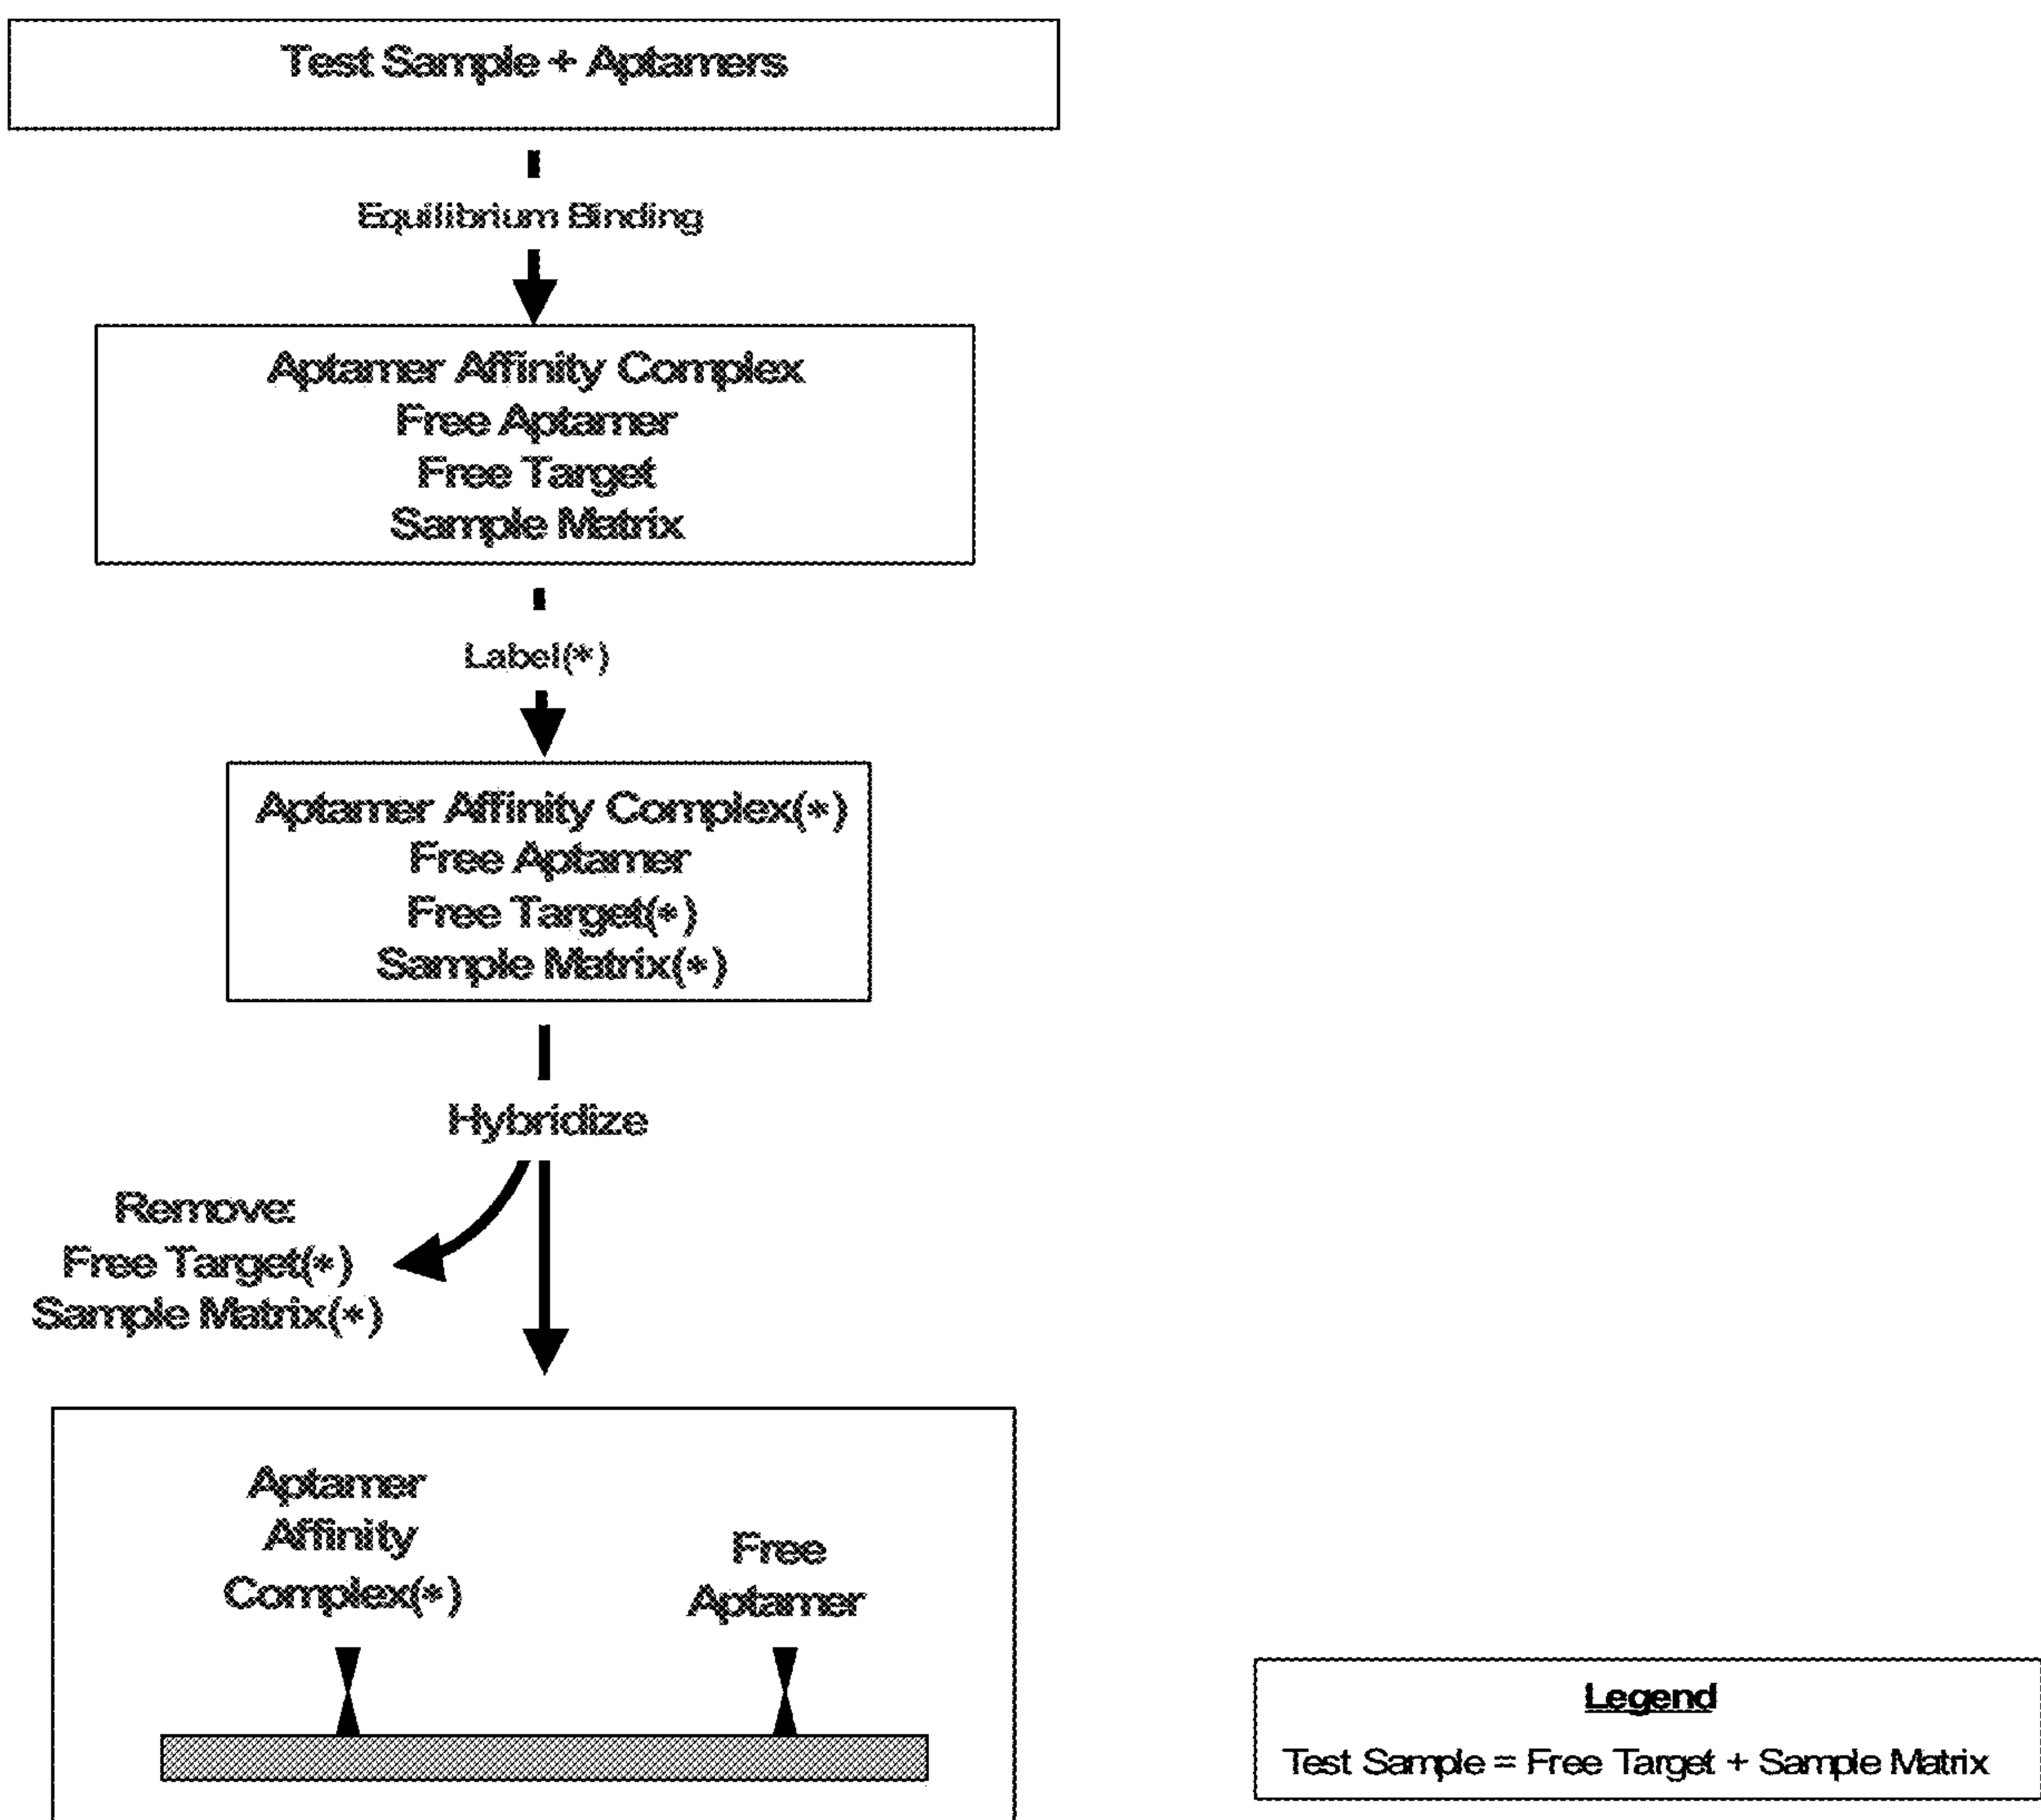 Test Sample + Aptamers
Equilibrium Binding
Aptamer Affinity Complex
Free Aptamer
Free Target
Sample Matrix
Label(*)
Aptamer Affinity Complex(*)
Free Aptamer
Free Target(*)
Sample Matrix(*)
Hybridize
Remove:
Free Target(*)
Sample Matrix(*)
Aptamer
Affinity
Complex(*)
Free
Aptamer
Legend
Test Sample = Free Target + Sample Matrix